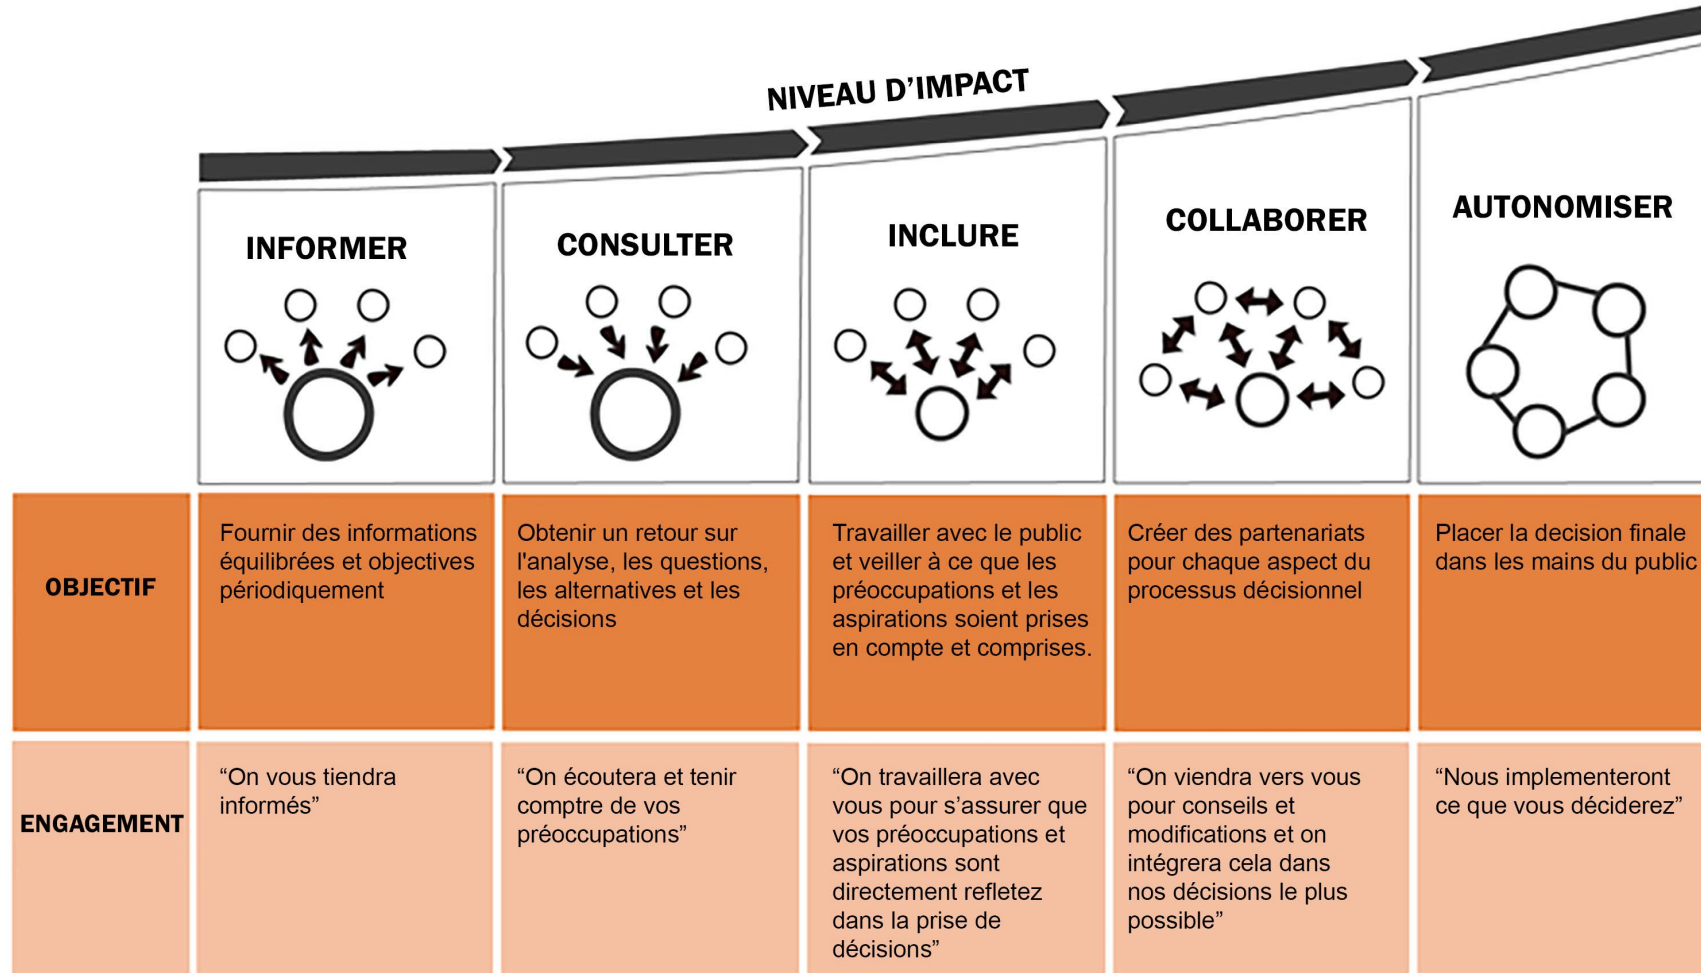 NIVEAU D’IMPACT
INFORMER
CONSULTER
INCLURE
COLLABORER
AUTONOMISER
OBJECTIF
Fournir des informations
équilibrées et objectives
périodiquement
Obtenir un retour sur
l'analyse, les questions,
les alternatives et les
décisions
Travailler avec le public
et veiller à ce que les
préoccupations et les
aspirations soient prises
en compte et comprises.
Créer des partenariats
pour chaque aspect du
processus décisionnel
Placer la decision finale
dans les mains du public
ENGAGEMENT
“On vous tiendra
informés”
“On écoutera et tenir
comptre de vos
préoccupations”
“On travaillera avec
vous pour s’assurer que
vos préoccupations et
aspirations sont
directement refletez
dans la prise de
décisions”
“On viendra vers vous
pour conseils et
modifications et on
intégrera cela dans
nos décisions le plus
possible”
“Nous implementeront
ce que vous déciderez”